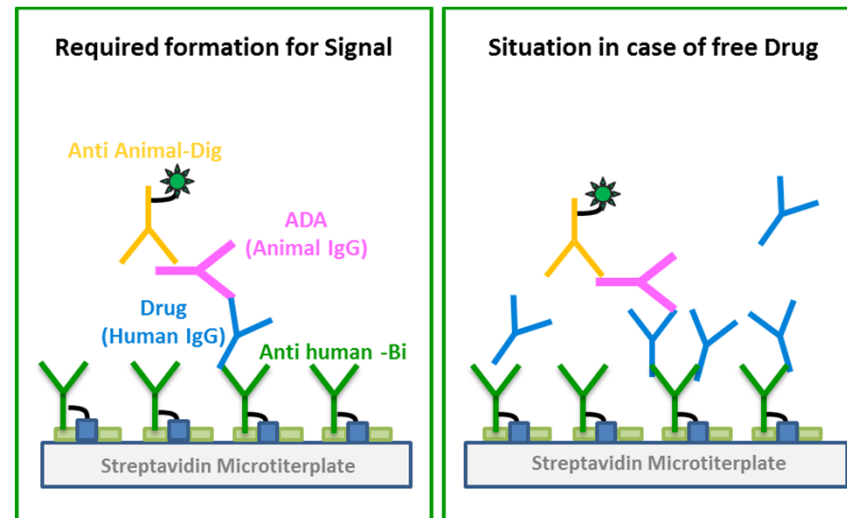 Required formation for Signal
Anti Animal-Dig
ADA
(Animal IgG)
Drug
(Human IgG)
Anti human -Bi
Streptavidin Microtiterplate
Situation in case of free Drug
Streptavidin Microtiterplate